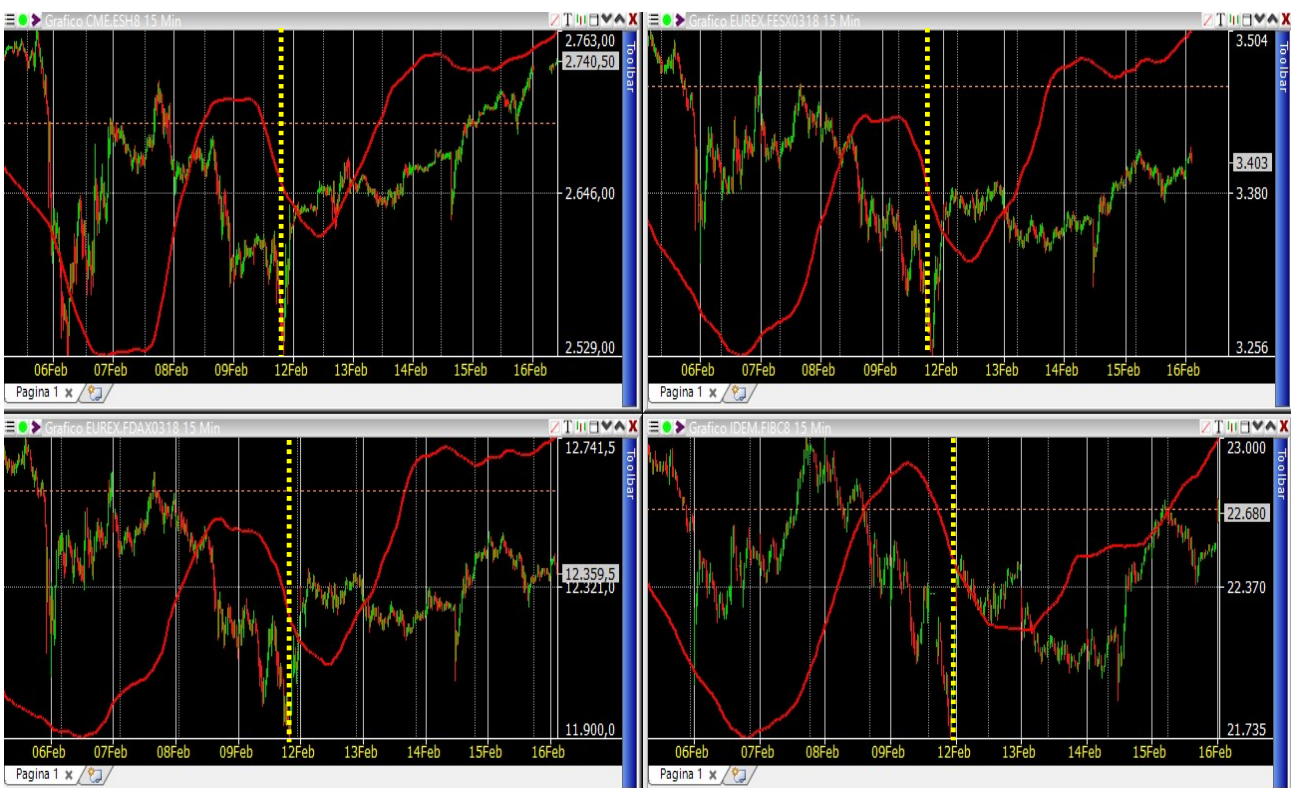 Grafico CME.ESH8 15 Min
T
X
2.763,00
2.740,50
2.646,00
2.529,00
Toolbar
06Feb 07Feb 08Feb 09Feb 12Feb 13Feb 14Feb 15Feb 16Feb
Pagina 1 x
Grafico EUREX.FESX0318 15 Min
T
X
3.504
3.403
3.380
3.256
Toolbar
06Feb 07Feb 08Feb 09Feb 12Feb 13Feb 14Feb 15Feb 16Feb
Pagina 1 x
Grafico EUREX.FDAX0318 15 Min
T
X
12.741,5
12.359,5
12.321,0
11.900,0
Toolbar
06Feb 07Feb 08Feb 09Feb 12Feb 13Feb 14Feb 15Feb 16Feb
Pagina 1 x
Grafico IDEM.FIBC8 15 Min
T
X
23.000
22.680
22.370
21.735
Toolbar
06Feb 07Feb 08Feb 09Feb 12Feb 13Feb 14Feb 15Feb 16Feb
Pagina 1 x